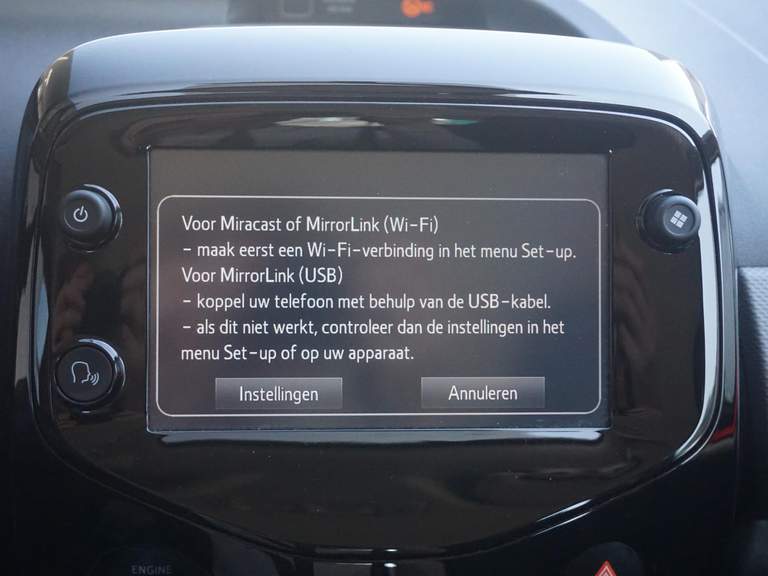 Voor Miracast of MirrorLink (Wi-Fi)
- maak eerst een Wi-Fi-verbinding in het menu Set-up.
Voor MirrorLink (USB)
- koppel uw telefoon met behulp van de USB-kabel.
- als dit niet werkt, controleer dan de instellingen in het
menu Set-up of op uw apparaat.
Instellingen Annuleren
ENGINE